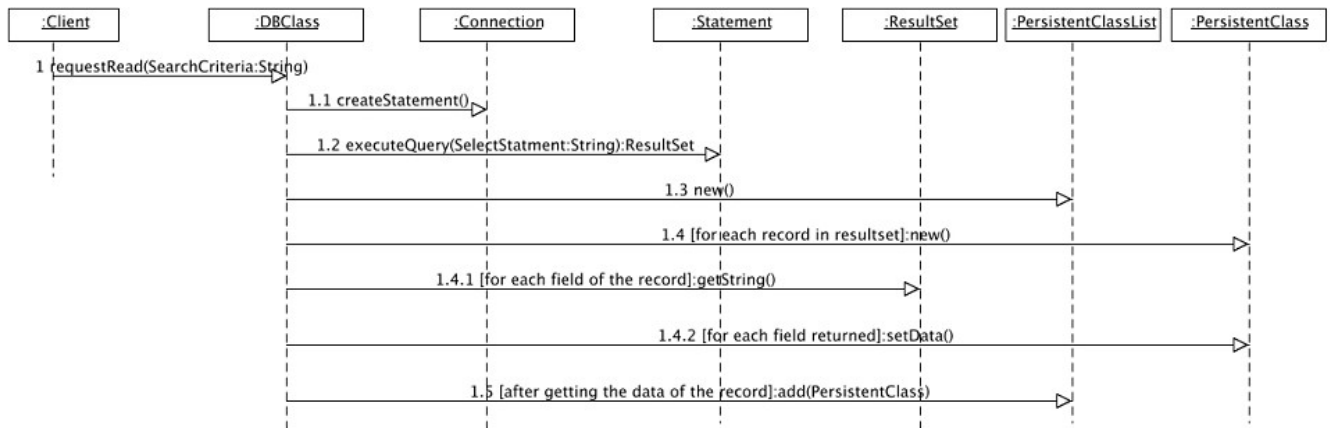 :Client
:DBClass
:Connection
:Statement
:ResultSet
:PersistentClassList
:PersistentClass
1 requestRead(SearchCriteria:String)
1.1 createStatement()
1.2 executeQuery(SelectStatment:String):ResultSet
1.3 new()
1.4 [for each record in resultset]:new()
1.4.1 [for each field of the record]:getString()
1.4.2 [for each field returned]:setData()
1.5 [after getting the data of the record]:add(PersistentClass)